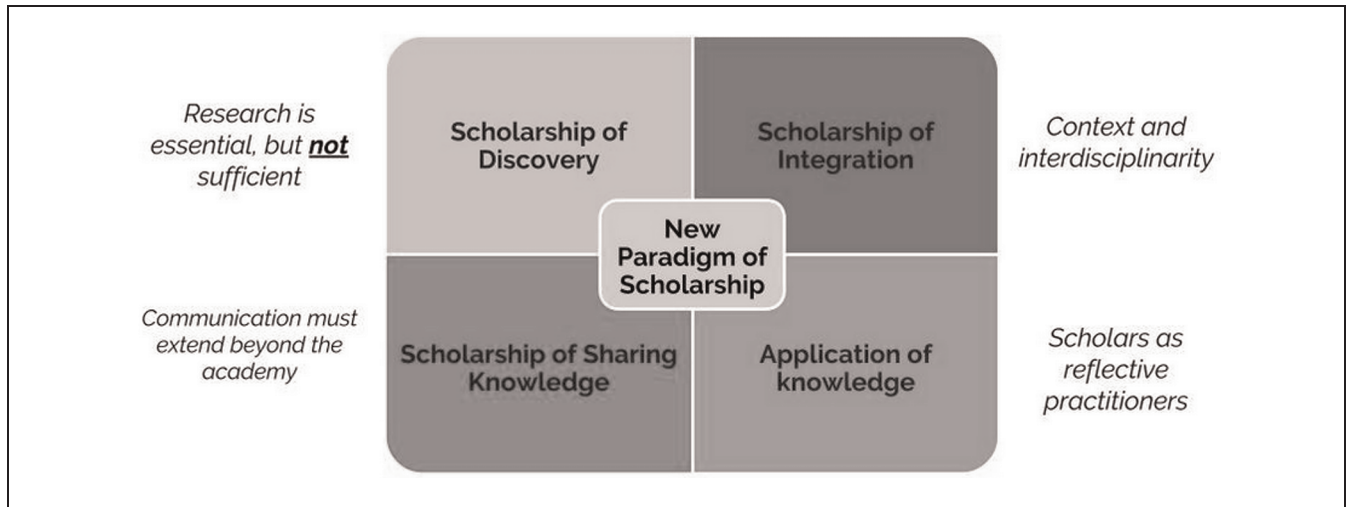 Research is
essential, but not
sufficient
Scholarship of
Discovery
Scholarship of
Integration
Context and
interdisciplinarity
New
Paradigm of
Scholarship
Communication must
extend beyond the
academy
Scholarship of Sharing
Knowledge
Application of
knowledge
Scholars as
reflective
practitioners